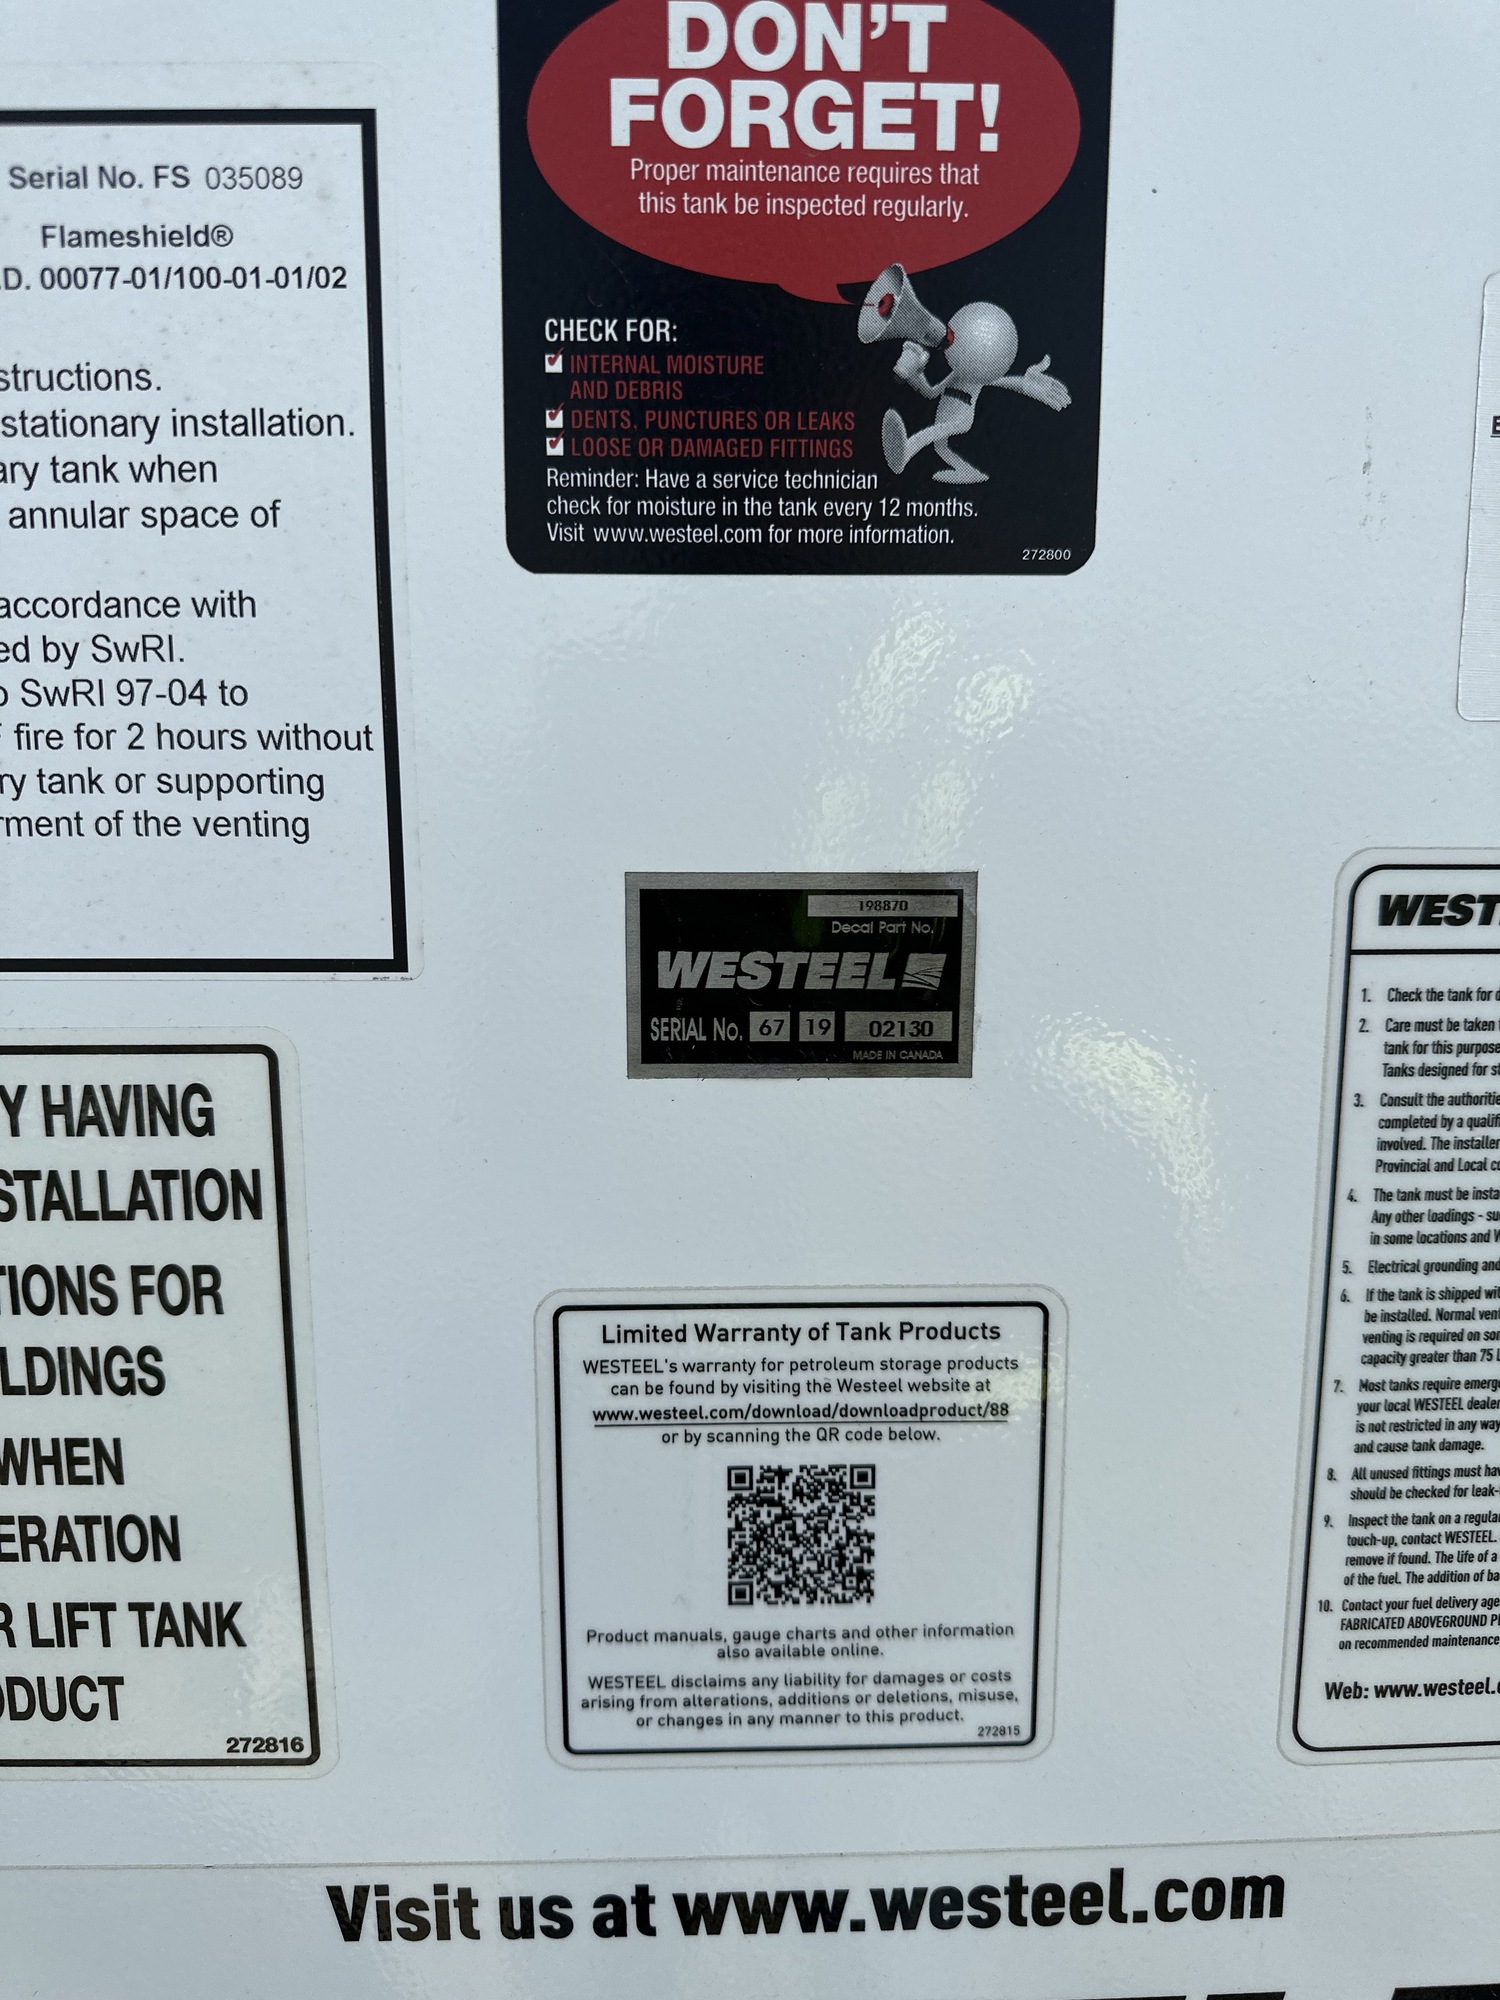 DON'T
FORGET!
Proper maintenance requires that
this tank be inspected regularly.
CHECK FOR:
INTERNAL MOISTURE
AND DEBRIS
DENTS, PUNCTURES OR LEAKS
LOOSE OR DAMAGED FITTINGS
Reminder: Have a service technician
check for moisture in the tank every 12 months.
Visit www.westeel.com for more information.
272800
Serial No. FS 035089
Flameshield®
.D. 00077-01/100-01-01/02
structions.
stationary installation.
ary tank when
annular space of
accordance with
ed by SwRI.
SwRI 97-04 to
fire for 2 hours without
ry tank or supporting
rment of the venting
198870
Decal Part No.
WESTEEL
SERIAL No. 67 19 02130
MADE IN CANADA
Y HAVING
STALLATION
TIONS FOR
LDINGS
WHEN
ERATION
R LIFT TANK
DUCT
272816
Limited Warranty of Tank Products
WESTEEL's warranty for petroleum storage products
can be found by visiting the Westeel website at
www.westeel.com/download/downloadproduct/88
or by scanning the QR code below.
Product manuals, gauge charts and other information
also available online.
WESTEEL disclaims any liability for damages or costs
arising from alterations, additions or deletions, misuse,
or changes in any manner to this product.
272815
WEST
1. Check the tank for d
2. Care must be taken
tank for this purpose
Tanks designed for st
3. Consult the authoritie
completed by a qualif
involved. The installer
Provincial and Local c
4. The tank must be insta
Any other loadings - su
in some locations and W
5. Electrical grounding and
6. If the tank is shipped wit
be installed. Normal vent
venting is required on som
capacity greater than 75 L
7. Most tanks require emerg
your local WESTEEL dealer
is not restricted in any way
and cause tank damage.
8. All unused fittings must hav
should be checked for leak-
9. Inspect the tank on a regular
touch-up, contact WESTEEL.
remove if found. The life of a
of the fuel. The addition of ba
10. Contact your fuel delivery age
FABRICATED ABOVEGROUND P
on recommended maintenance
Web: www.westeel.c
Visit us at www.westeel.com